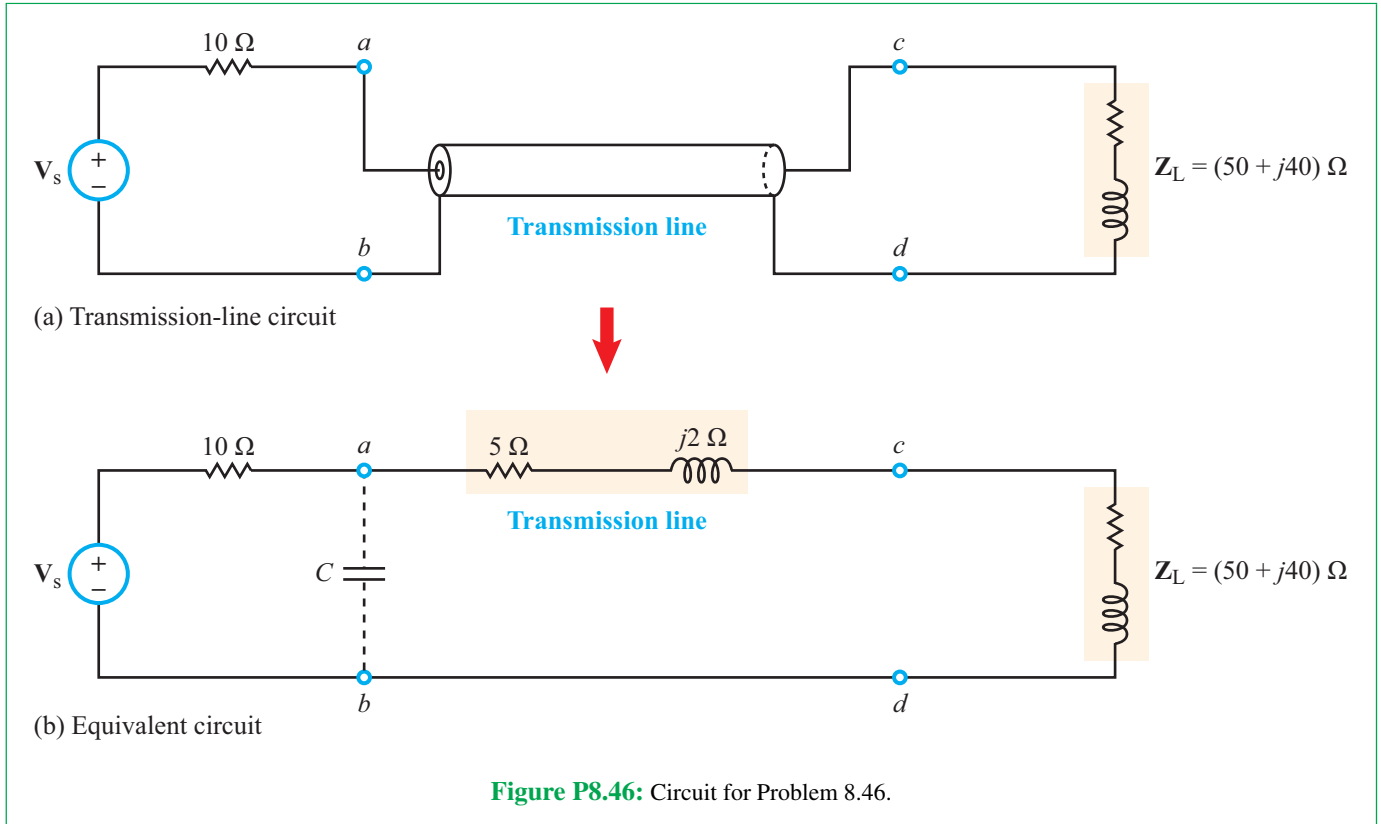 10 Ω
a
c
+
−
V_s
Z_L = (50 + j40) Ω
Transmission line
b
d
(a) Transmission-line circuit
10 Ω
a
5 Ω
j2 Ω
c
Transmission line
+
−
V_s
C
Z_L = (50 + j40) Ω
b
d
(b) Equivalent circuit
Figure P8.46: Circuit for Problem 8.46.